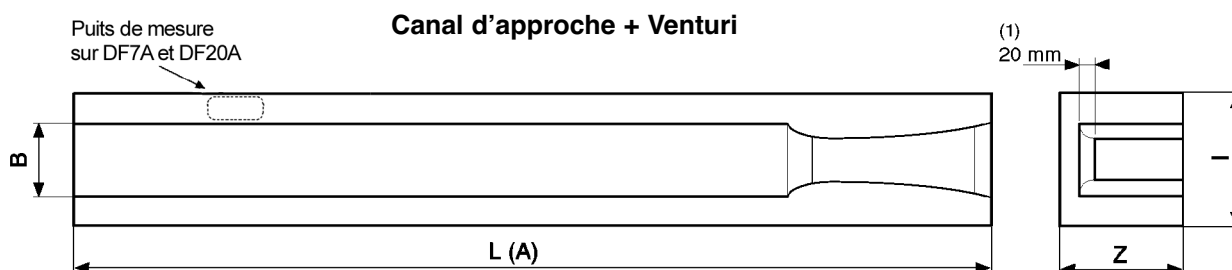 Canal d’approche + Venturi
Puits de mesure
sur DF7A et DF20A
(1)
20 mm
B
I
L (A)
Z